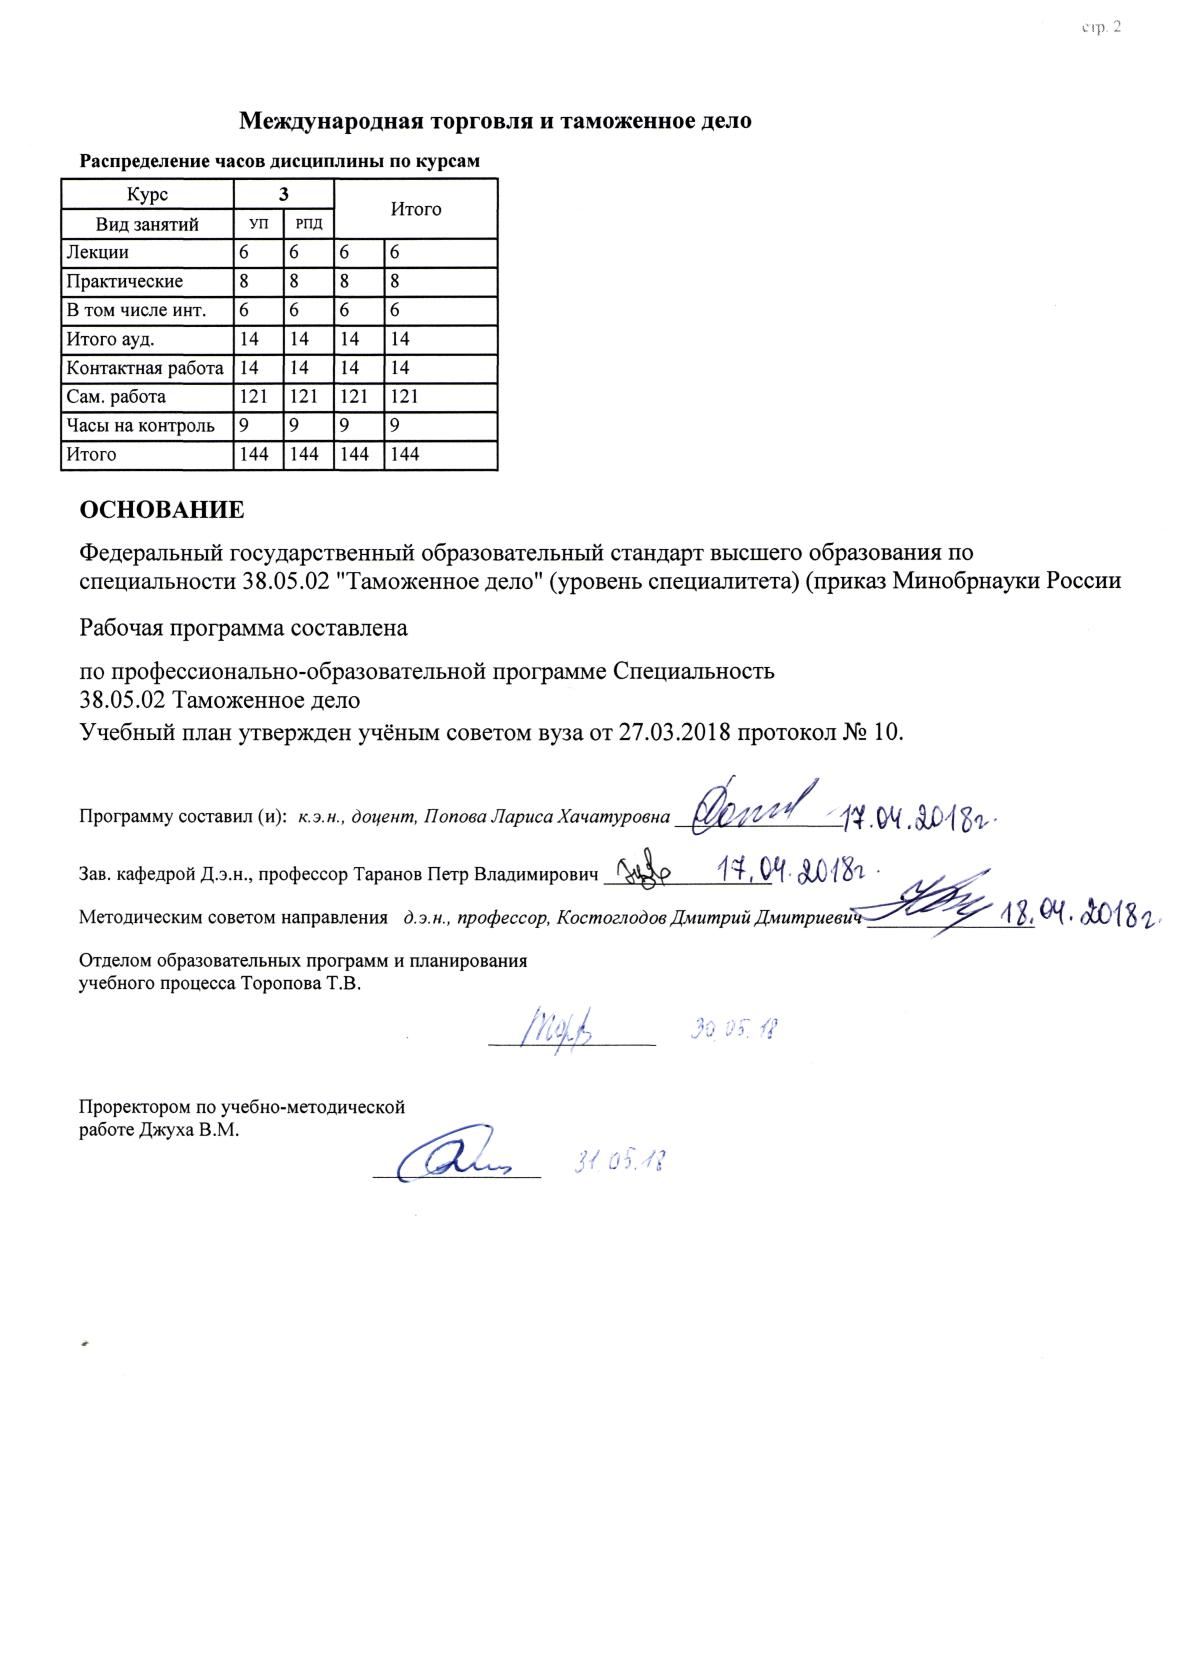 стр. 2
Международная торговля и таможенное дело
Распределение часов дисциплины по курсам
Курс 3 Итого
Вид занятий УП РПД
Лекции 6 6 6 6
Практические 8 8 8 8
В том числе инт. 6 6 6 6
Итого ауд. 14 14 14 14
Контактная работа 14 14 14 14
Сам. работа 121 121 121 121
Часы на контроль 9 9 9 9
Итого 144 144 144 144
ОСНОВАНИЕ
Федеральный государственный образовательный стандарт высшего образования по
специальности 38.05.02 "Таможенное дело" (уровень специалитета) (приказ Минобрнауки России
Рабочая программа составлена
по профессионально-образовательной программе Специальность
38.05.02 Таможенное дело
Учебный план утвержден учёным советом вуза от 27.03.2018 протокол № 10.
Программу составил (и): к.э.н., доцент, Попова Лариса Хачатуровна 17.04.2018г.
Зав. кафедрой Д.э.н., профессор Таранов Петр Владимирович 17.04.2018г.
Методическим советом направления д.э.н., профессор, Костоглодов Дмитрий Дмитриевич 18.04.2018г.
Отделом образовательных программ и планирования
учебного процесса Торопова Т.В.
30.05.18
Проректором по учебно-методической
работе Джуха В.М.
31.05.18